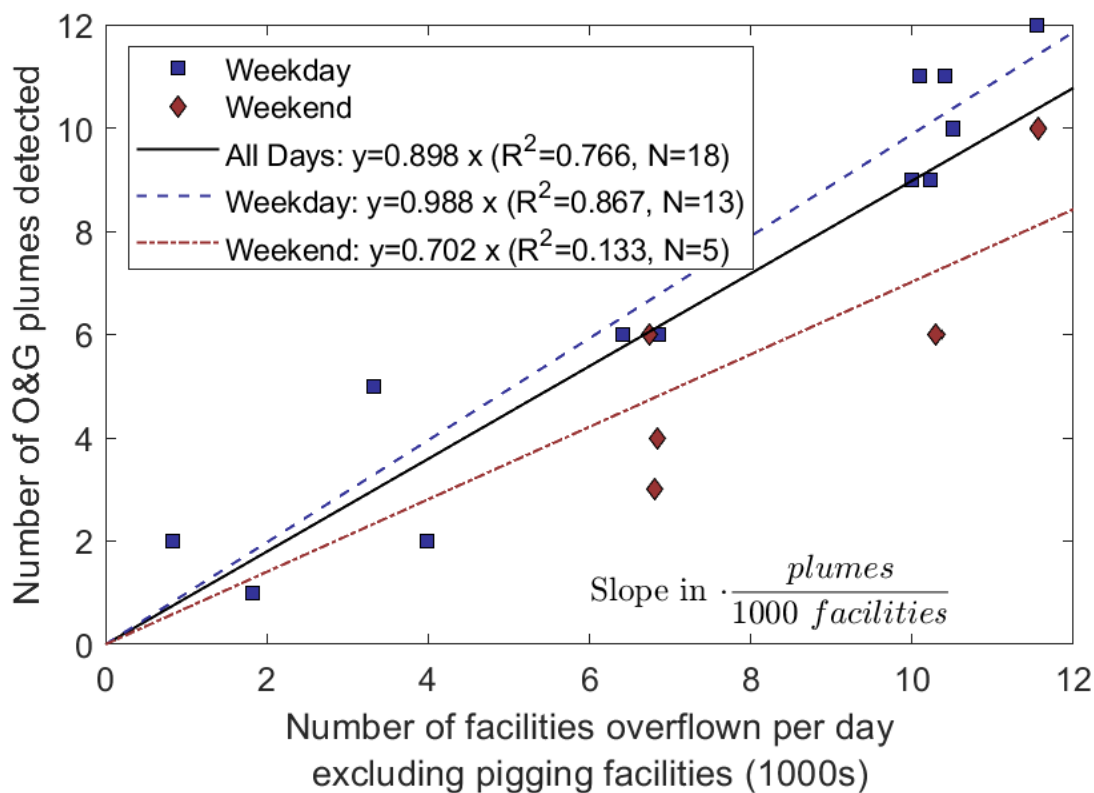 12
10
8
6
4
2
0
Number of O&G plumes detected
Weekday
Weekend
All Days: y=0.898 x (R²=0.766, N=18)
Weekday: y=0.988 x (R²=0.867, N=13)
Weekend: y=0.702 x (R²=0.133, N=5)
Slope in · plumes
1000 facilities
0 2 4 6 8 10 12
Number of facilities overflown per day
excluding pigging facilities (1000s)